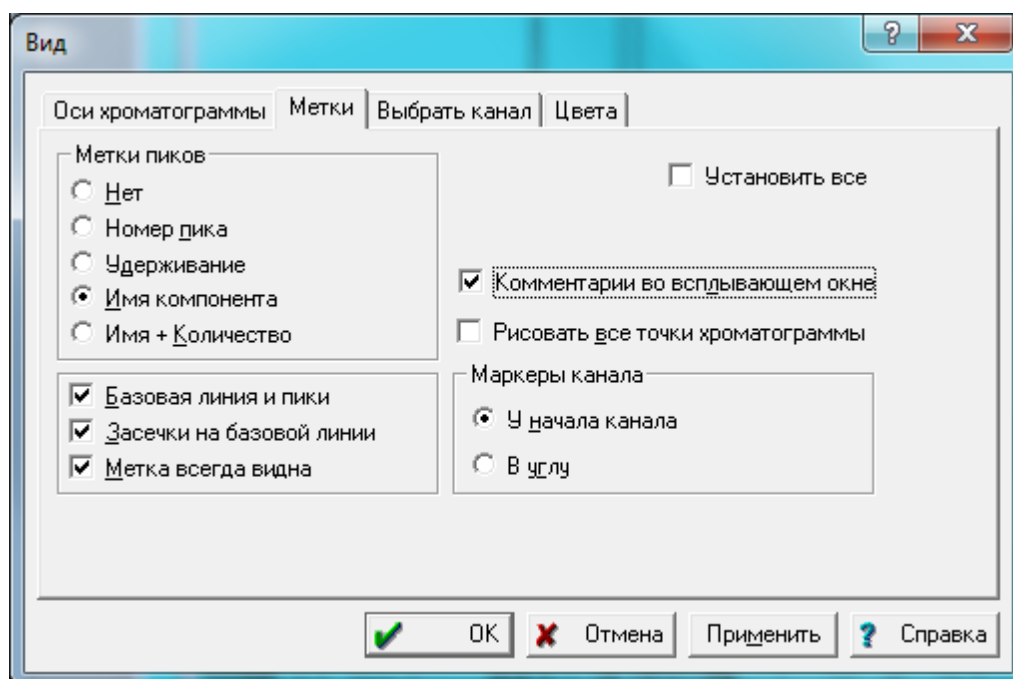 Вид
Оси хроматограммы Метки Выбрать канал Цвета
Метки пиков
Нет
Номер пика
Удерживание
Имя компонента
Имя + Количество
Базовая линия и пики
Засечки на базовой линии
Метка всегда видна
Установить все
Комментарии во всплывающем окне
Рисовать все точки хроматограммы
Маркеры канала
У начала канала
В углу
OK Отмена Применить ? Справка